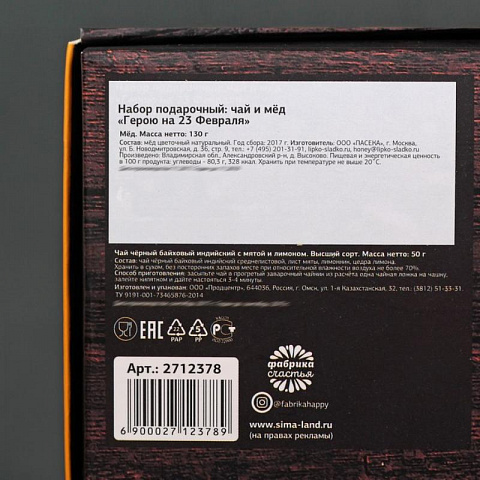 Набор подарочный: чай и мёд
«Герою на 23 Февраля»
Мёд. Масса нетто: 130 г
Состав: мёд цветочный натуральный. Год сбора: 2017 г. Изготовитель: ООО «ПАСЕКА», г. Москва,
ул. Б. Новодмитровская, д. 36, стр. 9, тел.: +7 (495) 201-31-91, lipko-sladko.ru, honey@lipko-sladko.ru
Произведено: Владимирская обл., Александровский р-н, д. Высоково. Пищевая и энергетическая ценность
в 100 г продукта: углеводы - 80,3 г, 328 ккал. Хранить при температуре не выше 20°С.
Чай чёрный байховый индийский с мятой и лимоном. Высший сорт. Масса нетто: 50 г
Состав: чай чёрный байховый индийский среднелистовой, лист мяты, лимонник, цедра лимона.
Хранить в сухом, без посторонних запахов месте при относительной влажности воздуха не более 70%.
Способ приготовления: засыпьте чай в прогретый заварочный чайник из расчёта одна чайная ложка на чашку,
залейте кипятком и дайте настояться 3-4 минуты.
Изготовлен и упакован: ООО «Продцентр», 644036, Россия, г. Омск, ул. 1-я Казахстанская, 32, тел. (3812) 51-33-31.
ТУ 9191-001-73465876-2014
EAC 22 PAP 5 PP РСТ
Арт.: 2712378
6 900027 123789
фабрика
счастья
@fabrikahappy
www.sima-land.ru
(на правах рекламы)